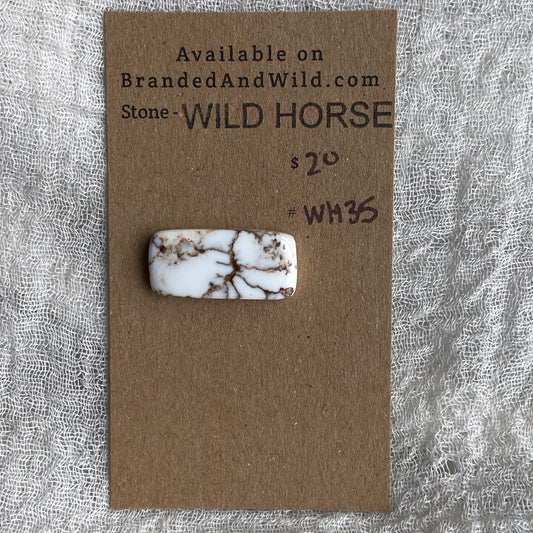 Available on
BrandedAndWild.com
Stone - WILD HORSE
$ 20
# WH35